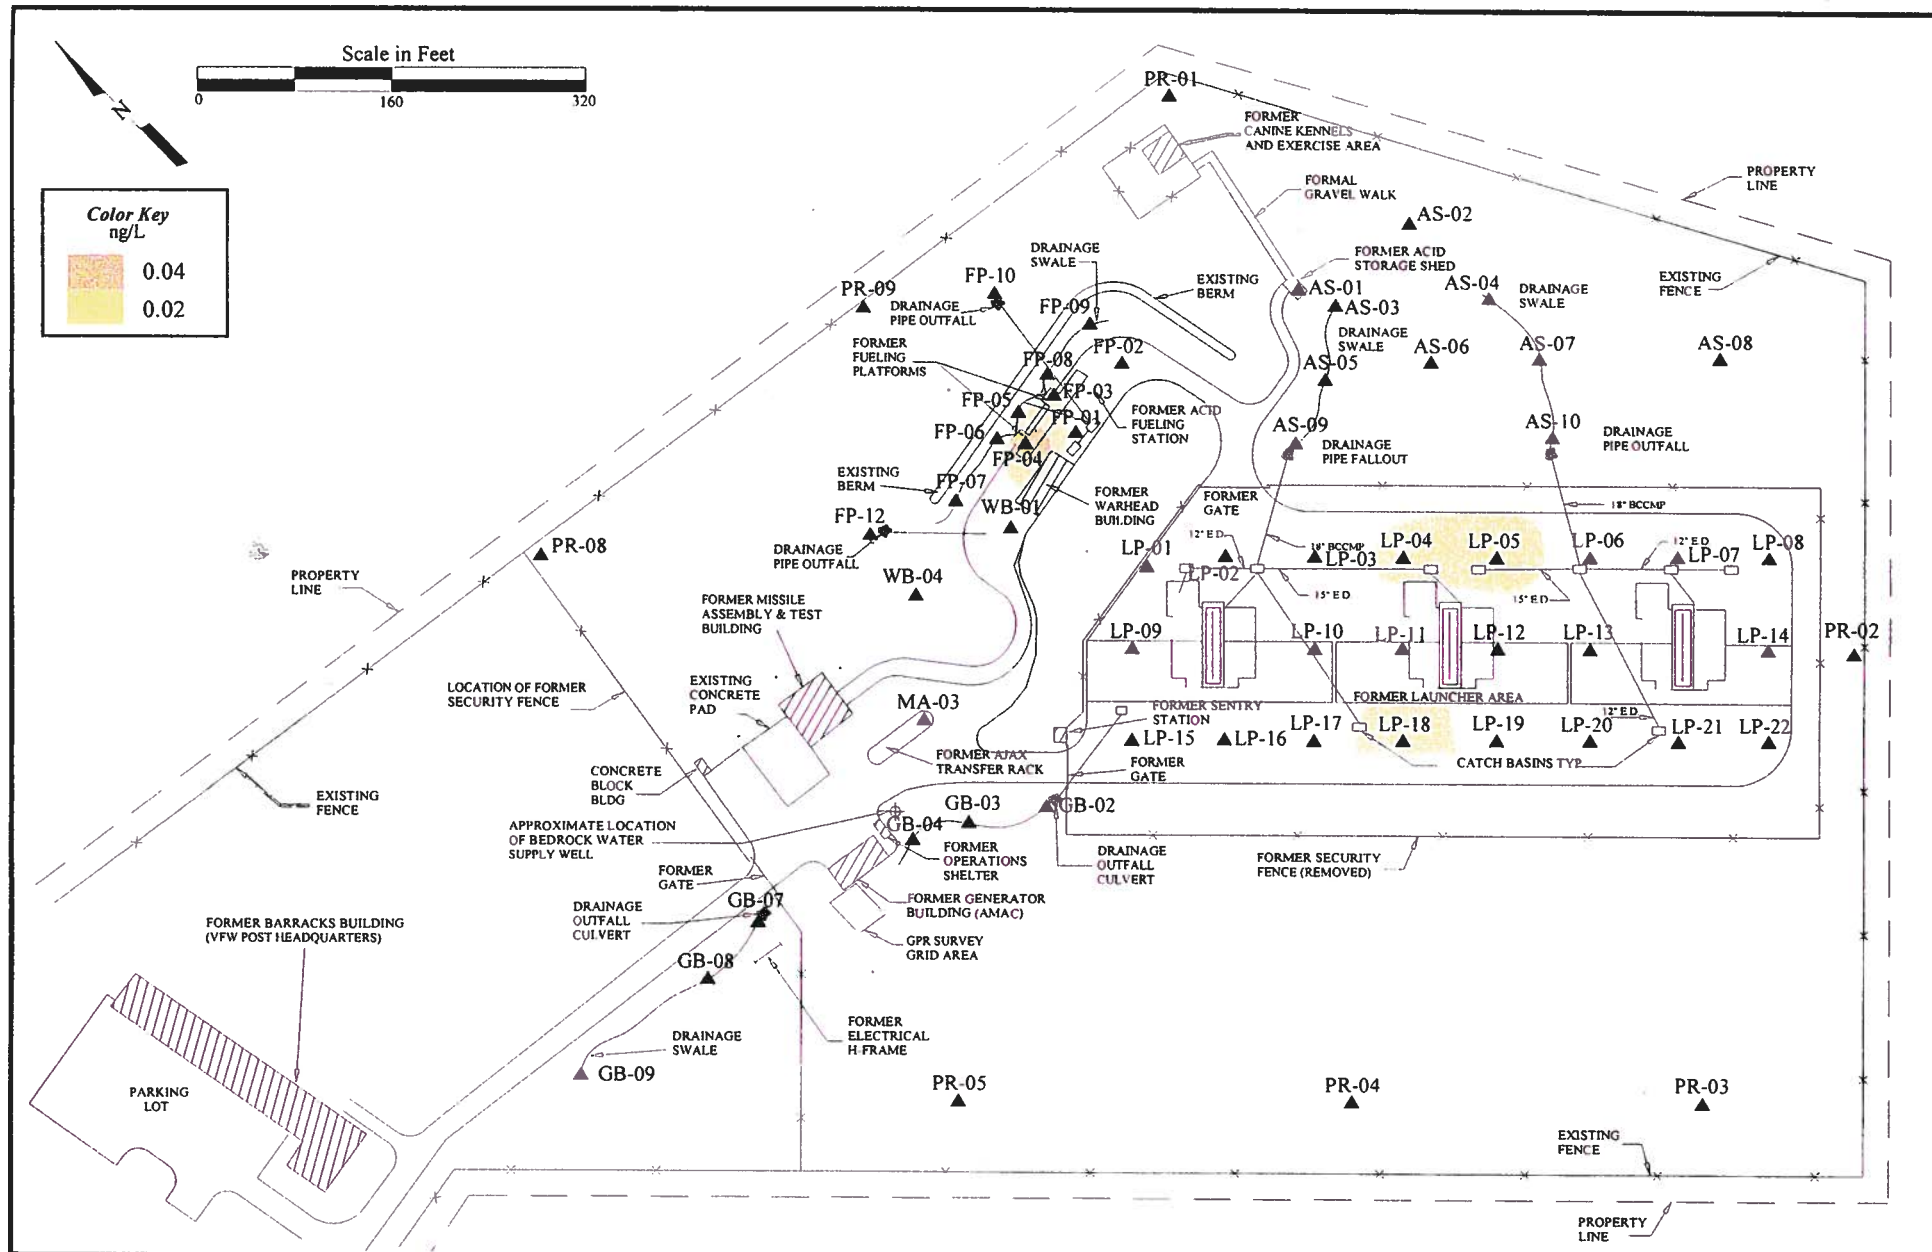 Scale in Feet
0 160 320
N
Color Key
ng/L
0.04
0.02
PR-01
FORMER
CANINE KENNELS
AND EXERCISE AREA
PROPERTY
LINE
FORMAL
GRAVEL WALK
AS-02
DRAINAGE
SWALE
FORMER ACID
STORAGE SHED
EXISTING
FENCE
FP-10
EXISTING
BERM
AS-01
AS-04
DRAINAGE
SWALE
PR-09
DRAINAGE
PIPE OUTFALL
FP-09
AS-03
DRAINAGE
SWALE
FORMER
FUELING
PLATFORMS
FP-08
FP-02
AS-05
AS-06
AS-07
AS-08
FP-03
FP-05
FP-01
FORMER ACID
FUELING
STATION
FP-06
FP-04
AS-09
DRAINAGE
PIPE FALLOUT
AS-10
DRAINAGE
PIPE OUTFALL
EXISTING
BERM
FP-07
FORMER
WARHEAD
BUILDING
FORMER
GATE
18" BCCMP
FP-12
WB-01
DRAINAGE
PIPE OUTFALL
PR-08
LP-01
12" ED
18" BCCMP
LP-02
LP-03
LP-04
LP-05
LP-06
12" ED
LP-07
LP-08
15" ED
15" ED
PROPERTY
LINE
WB-04
FORMER MISSILE
ASSEMBLY & TEST
BUILDING
LP-09
LP-10
LP-11
LP-12
LP-13
LP-14
PR-02
LOCATION OF FORMER
SECURITY FENCE
EXISTING
CONCRETE
PAD
MA-03
FORMER SENTRY
STATION
FORMER LAUNCHER AREA
12" ED
LP-15
LP-16
LP-17
LP-18
LP-19
LP-20
LP-21
LP-22
FORMER AJAX
TRANSFER RACK
FORMER
GATE
CATCH BASINS TYP
CONCRETE
BLOCK
BLDG
EXISTING
FENCE
GB-03
GB-02
APPROXIMATE LOCATION
OF BEDROCK WATER
SUPPLY WELL
GB-04
FORMER
OPERATIONS
SHELTER
DRAINAGE
OUTFALL
CULVERT
FORMER SECURITY
FENCE (REMOVED)
FORMER
GATE
GB-07
DRAINAGE
OUTFALL
CULVERT
FORMER GENERATOR
BUILDING (AMAC)
GPR SURVEY
GRID AREA
FORMER BARRACKS BUILDING
(VFW POST HEADQUARTERS)
GB-08
FORMER
ELECTRICAL
H-FRAME
DRAINAGE
SWALE
GB-09
PARKING
LOT
PR-05
PR-04
PR-03
EXISTING
FENCE
PROPERTY
LINE